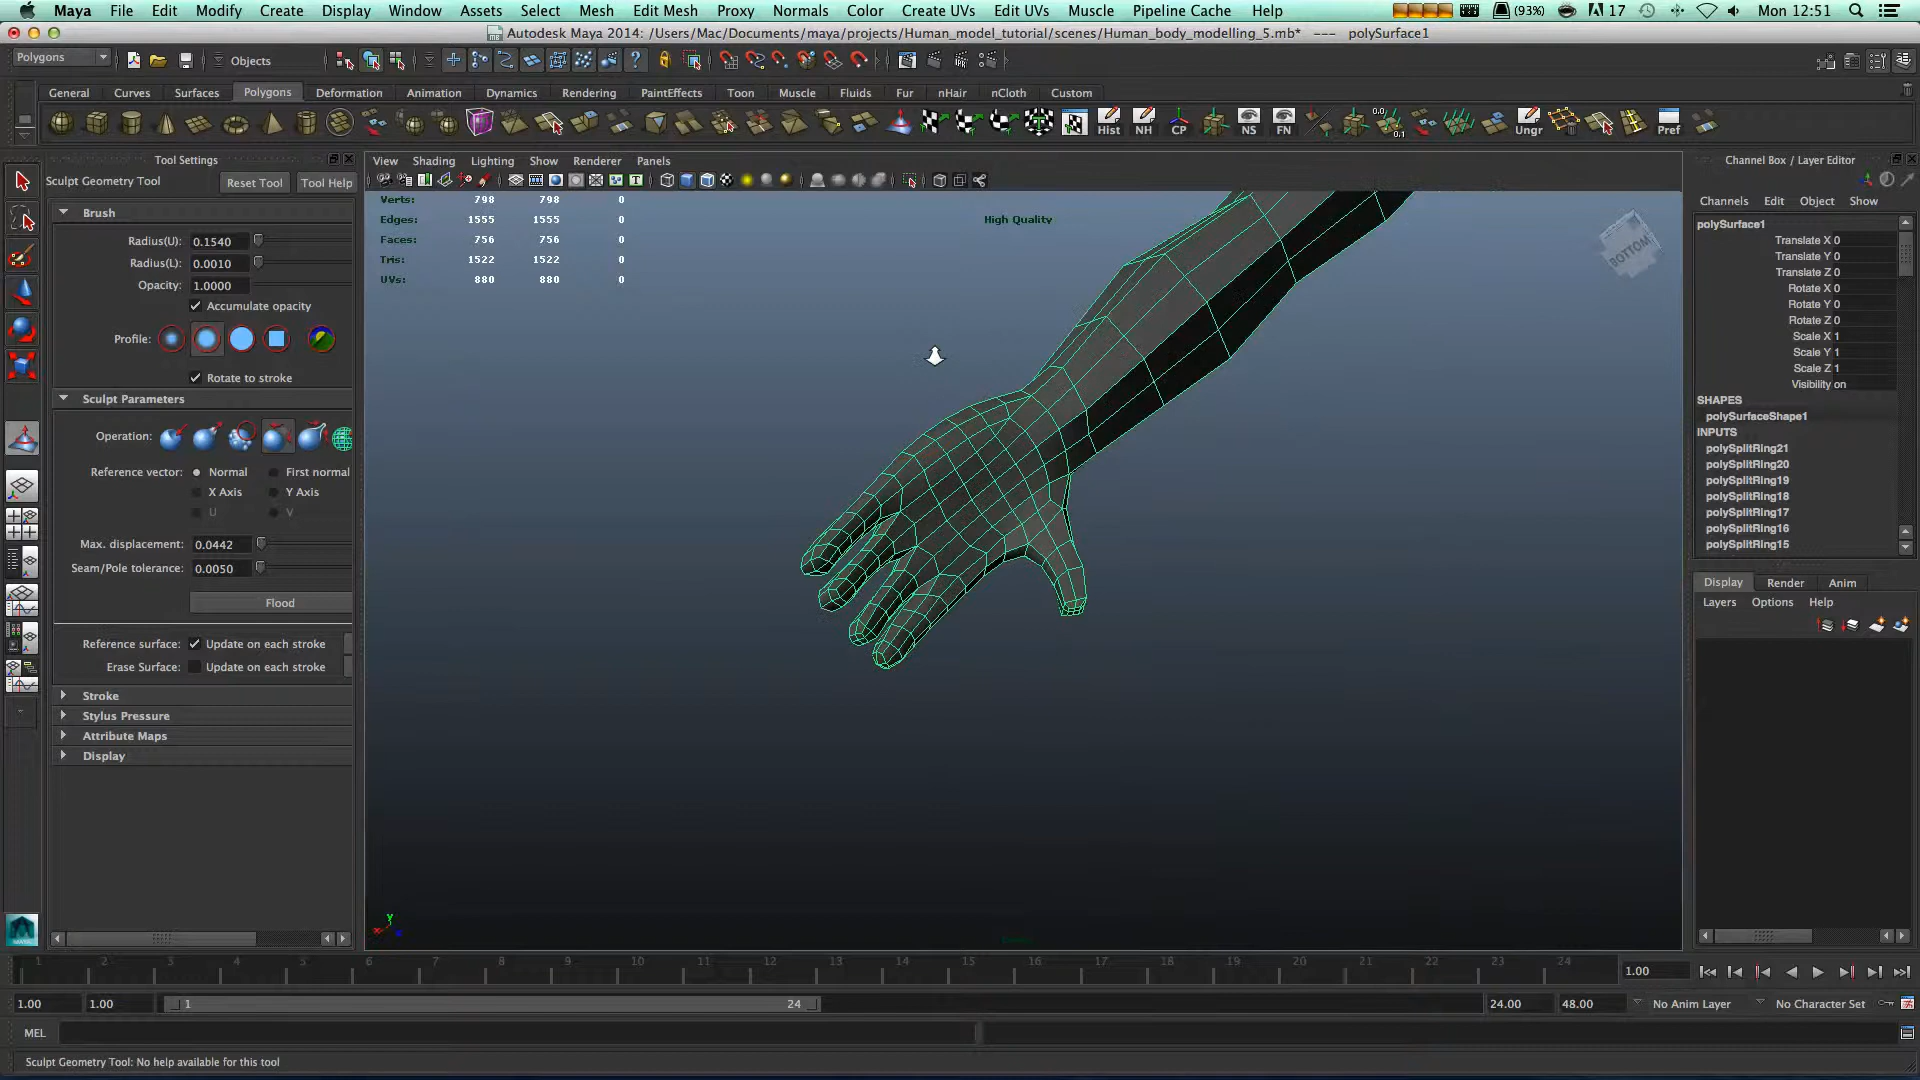 Maya File Edit Modify Create Display Window Assets Select Mesh Edit Mesh Proxy Normals Color Create UVs Edit UVs Muscle Pipeline Cache Help (93%) 17 Mon 12:51
Autodesk Maya 2014: /Users/Mac/Documents/maya/projects/Human_model_tutorial/scenes/Human_body_modelling_5.mb* --- polySurface1
Polygons Objects
General Curves Surfaces Polygons Deformation Animation Dynamics Rendering PaintEffects Toon Muscle Fluids Fur nHair nCloth Custom
Hist NH CP NS FN 0.0 0.1 Ungr Pref
Tool Settings
Sculpt Geometry Tool Reset Tool Tool Help
Brush
Radius(U): 0.1540
Radius(L): 0.0010
Opacity: 1.0000
Accumulate opacity
Profile:
Rotate to stroke
Sculpt Parameters
Operation:
Reference vector: Normal First normal
X Axis Y Axis
U V
Max. displacement: 0.0442
Seam/Pole tolerance: 0.0050
Flood
Reference surface: Update on each stroke
Erase Surface: Update on each stroke
Stroke
Stylus Pressure
Attribute Maps
Display
View Shading Lighting Show Renderer Panels
Verts: 798 798 0
Edges: 1555 1555 0
Faces: 756 756 0
Tris: 1522 1522 0
UVs: 880 880 0
High Quality
BOTTOM
Y
X
Channel Box / Layer Editor
Channels Edit Object Show
polySurface1
Translate X 0
Translate Y 0
Translate Z 0
Rotate X 0
Rotate Y 0
Rotate Z 0
Scale X 1
Scale Y 1
Scale Z 1
Visibility on
SHAPES
polySurfaceShape1
INPUTS
polySplitRing21
polySplitRing20
polySplitRing19
polySplitRing18
polySplitRing17
polySplitRing16
polySplitRing15
Display Render Anim
Layers Options Help
1 2 3 4 5 6 7 8 9 10 11 12 13 14 15 16 17 18 19 20 21 22 23 24 1.00
1.00 1.00 1 24 24.00 48.00 No Anim Layer No Character Set
MEL
Sculpt Geometry Tool: No help available for this tool